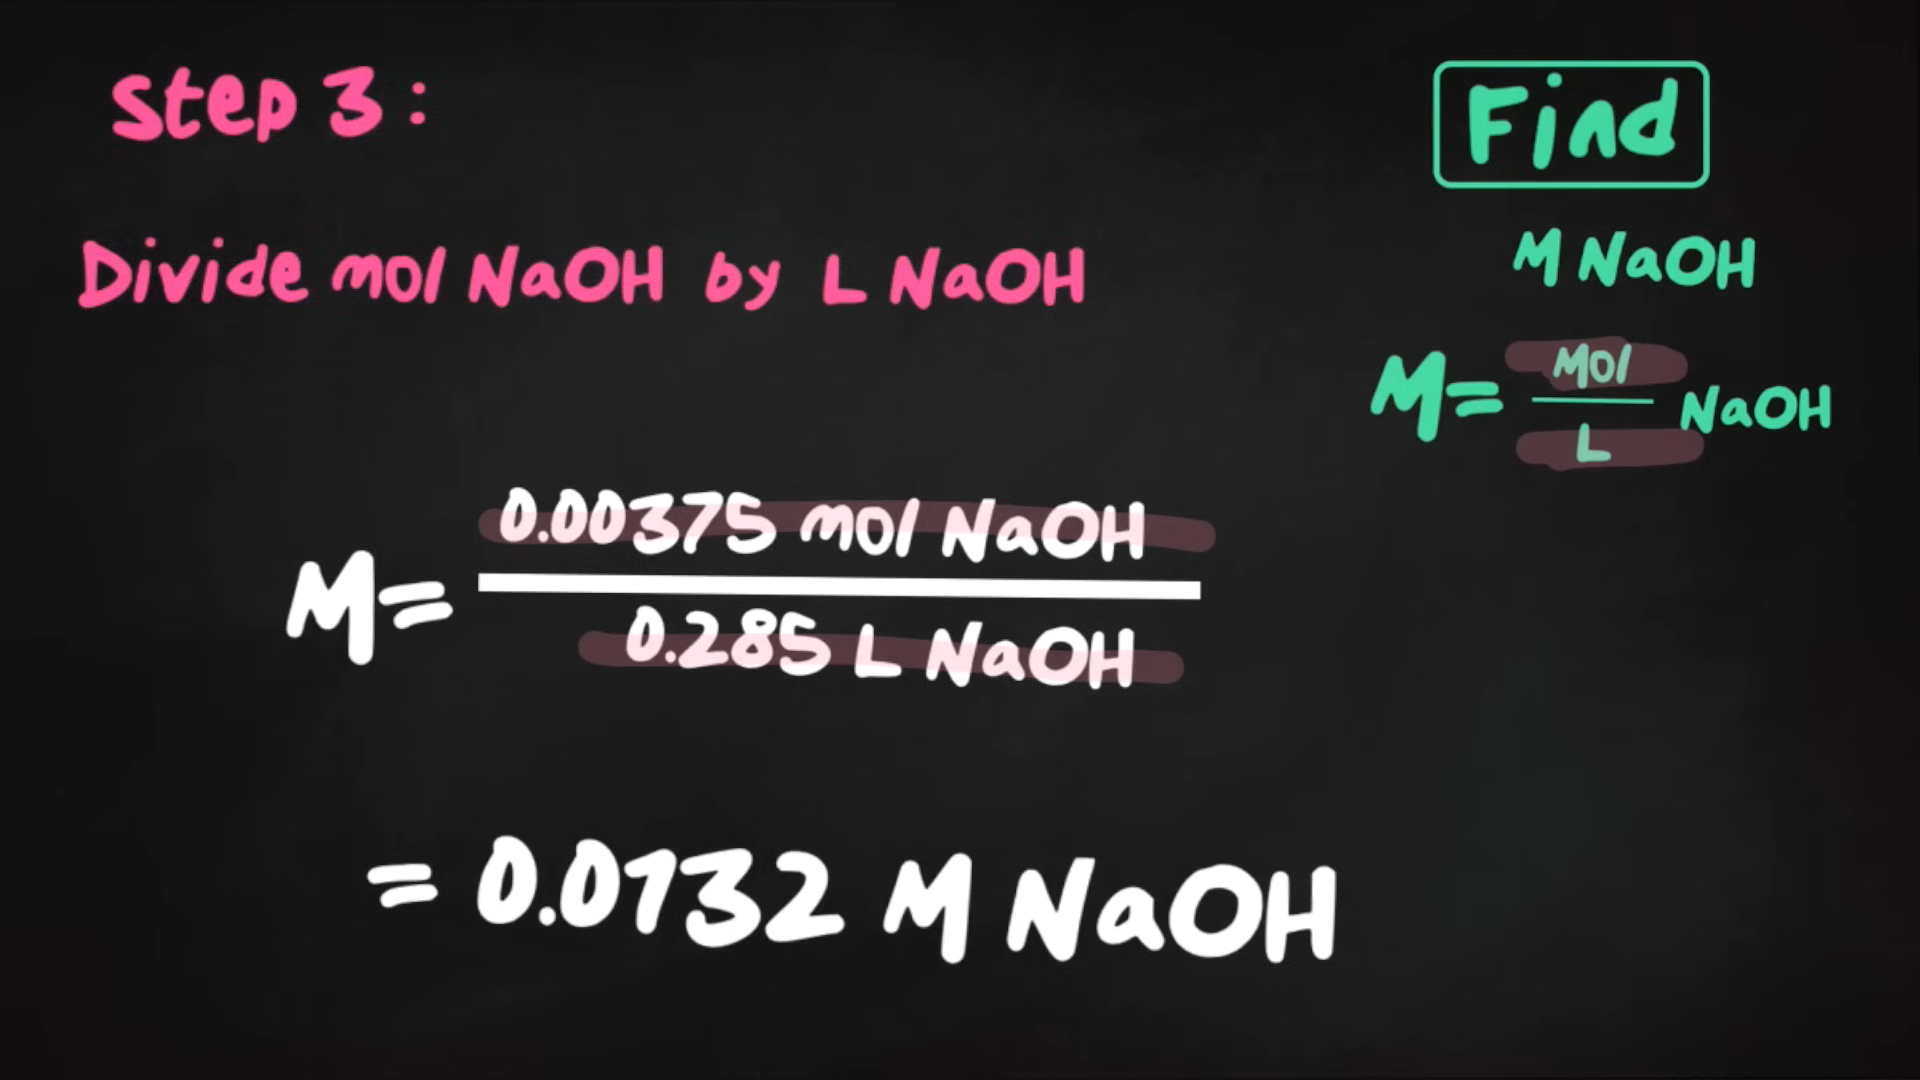 Step 3:
Divide mol NaOH by L NaOH
Find
M NaOH
M= Mol
L
NaOH
M= 0.00375 mol NaOH
0.285 L NaOH
= 0.0132 M NaOH